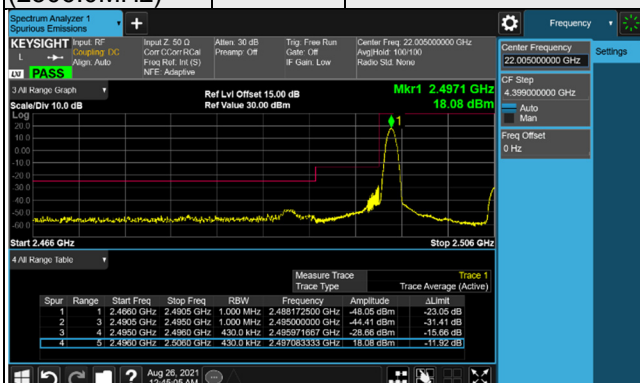 Spectrum Analyzer 1
Spurious Emissions
Frequency
KEYSIGHT Input: RF Input Z: 50 Ω Atten: 30 dB Trig: Free Run Center Freq: 22.005000000 GHz
Coupling: DC Corr CCorr RCal Preamp: Off Gate: Off Avg|Hold: 100/100
L Align: Auto Freq Ref: Int (S) IF Gain: Low Radio Std: None
NFE: Adaptive
LXI PASS
Center Frequency
22.005000000 GHz
Settings
CF Step
4.399000000 GHz
Auto
Man
Freq Offset
0 Hz
3 All Range Graph
Ref Lvl Offset 15.00 dB Mkr1 2.4971 GHz
Scale/Div 10.0 dB Ref Value 30.00 dBm 18.08 dBm
Log
20.0
10.0
0.00
-10.0
-20.0
-30.0
-40.0
-50.0
-60.0
1
Start 2.466 GHz Stop 2.506 GHz
4 All Range Table
Measure Trace Trace 1
Trace Type Trace Average (Active)
Spur Range Start Freq Stop Freq RBW Frequency Amplitude ΔLimit
1 1 2.4660 GHz 2.4905 GHz 1.000 MHz 2.488172500 GHz -48.05 dBm -23.05 dB
2 3 2.4905 GHz 2.4950 GHz 1.000 MHz 2.495000000 GHz -44.41 dBm -31.41 dB
3 4 2.4950 GHz 2.4960 GHz 430.0 kHz 2.495971667 GHz -28.66 dBm -15.66 dB
4 5 2.4960 GHz 2.5060 GHz 430.0 kHz 2.497083333 GHz 18.08 dBm -11.92 dB
Aug 26, 2021